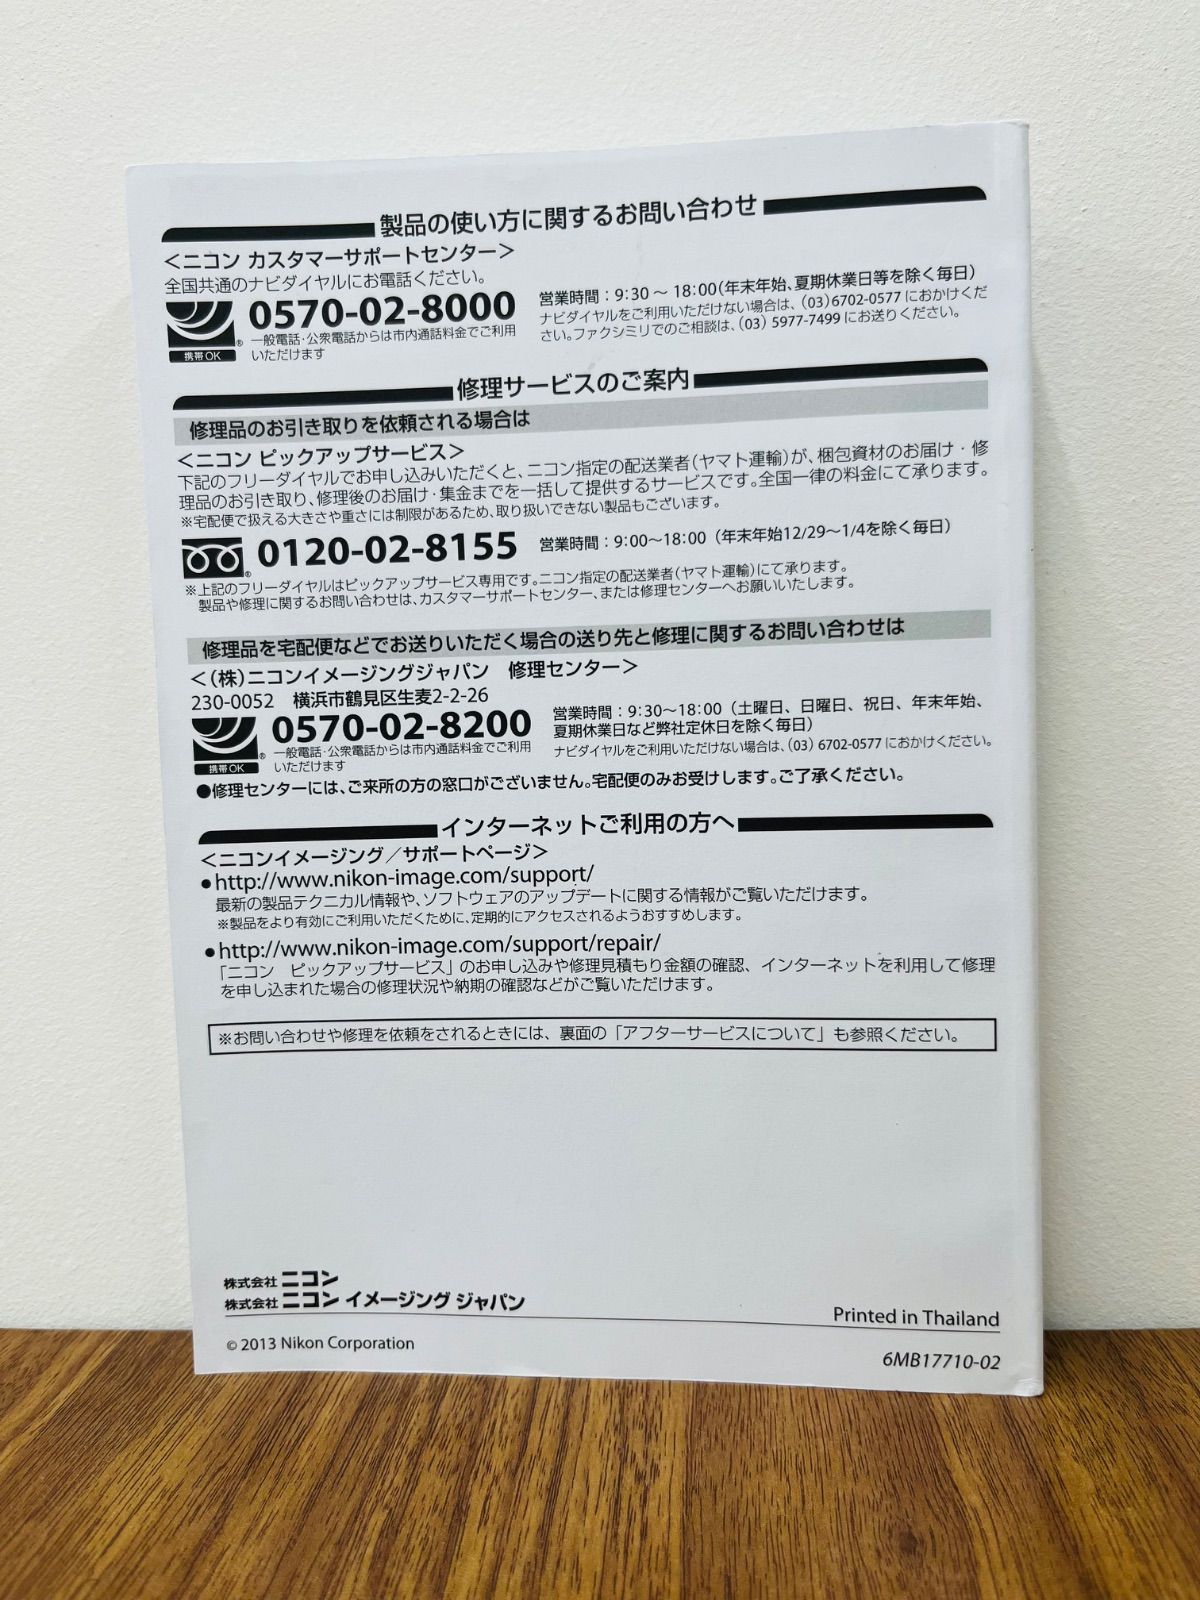 製品の使い方に関するお問い合わせ
<ニコン カスタマーサポートセンター>
全国共通のナビダイヤルにお電話ください。
0570-02-8000
携帯OK
®
一般電話・公衆電話からは市内通話料金でご利用
いただけます
営業時間：9:30 ～ 18:00(年末年始、夏期休業日等を除く毎日)
ナビダイヤルをご利用いただけない場合は、(03)6702-0577 におかけくだ
さい。ファクシミリでのご相談は、(03) 5977-7499 にお送りください。
修理サービスのご案内
修理品のお引き取りを依頼される場合は
<ニコン ピックアップサービス>
下記のフリーダイヤルでお申し込みいただくと、ニコン指定の配送業者(ヤマト運輸)が、梱包資材のお届け・修
理品のお引き取り、修理後のお届け・集金までを一括して提供するサービスです。全国一律の料金にて承ります。
※宅配便で扱える大きさや重さには制限があるため、取り扱いできない製品もございます。
®
0120-02-8155
営業時間：9:00～18:00（年末年始12/29～1/4を除く毎日）
※上記のフリーダイヤルはピックアップサービス専用です。ニコン指定の配送業者(ヤマト運輸)にて承ります。
製品や修理に関するお問い合わせは、カスタマーサポートセンター、または修理センターへお願いいたします。
修理品を宅配便などでお送りいただく場合の送り先と修理に関するお問い合わせは
<(株)ニコンイメージングジャパン　修理センター>
230-0052　横浜市鶴見区生麦2-2-26
0570-02-8200
携帯OK
®
一般電話・公衆電話からは市内通話料金でご利用
いただけます
営業時間：9:30～18:00（土曜日、日曜日、祝日、年末年始、
夏期休業日など弊社定休日を除く毎日）
ナビダイヤルをご利用いただけない場合は、(03) 6702-0577 におかけください。
●修理センターには、ご来所の方の窓口がございません。宅配便のみお受けします。ご了承ください。
インターネットご利用の方へ
<ニコンイメージング／サポートページ>
●http://www.nikon-image.com/support/
最新の製品テクニカル情報や、ソフトウェアのアップデートに関する情報がご覧いただけます。
※製品をより有効にご利用いただくために、定期的にアクセスされるようおすすめします。
●http://www.nikon-image.com/support/repair/
「ニコン　ピックアップサービス」のお申し込みや修理見積もり金額の確認、インターネットを利用して修理
を申し込まれた場合の修理状況や納期の確認などがご覧いただけます。
※お問い合わせや修理を依頼をされるときには、裏面の「アフターサービスについて」も参照ください。
株式会社 ニコン
株式会社 ニコン イメージング ジャパン
Printed in Thailand
© 2013 Nikon Corporation
6MB17710-02